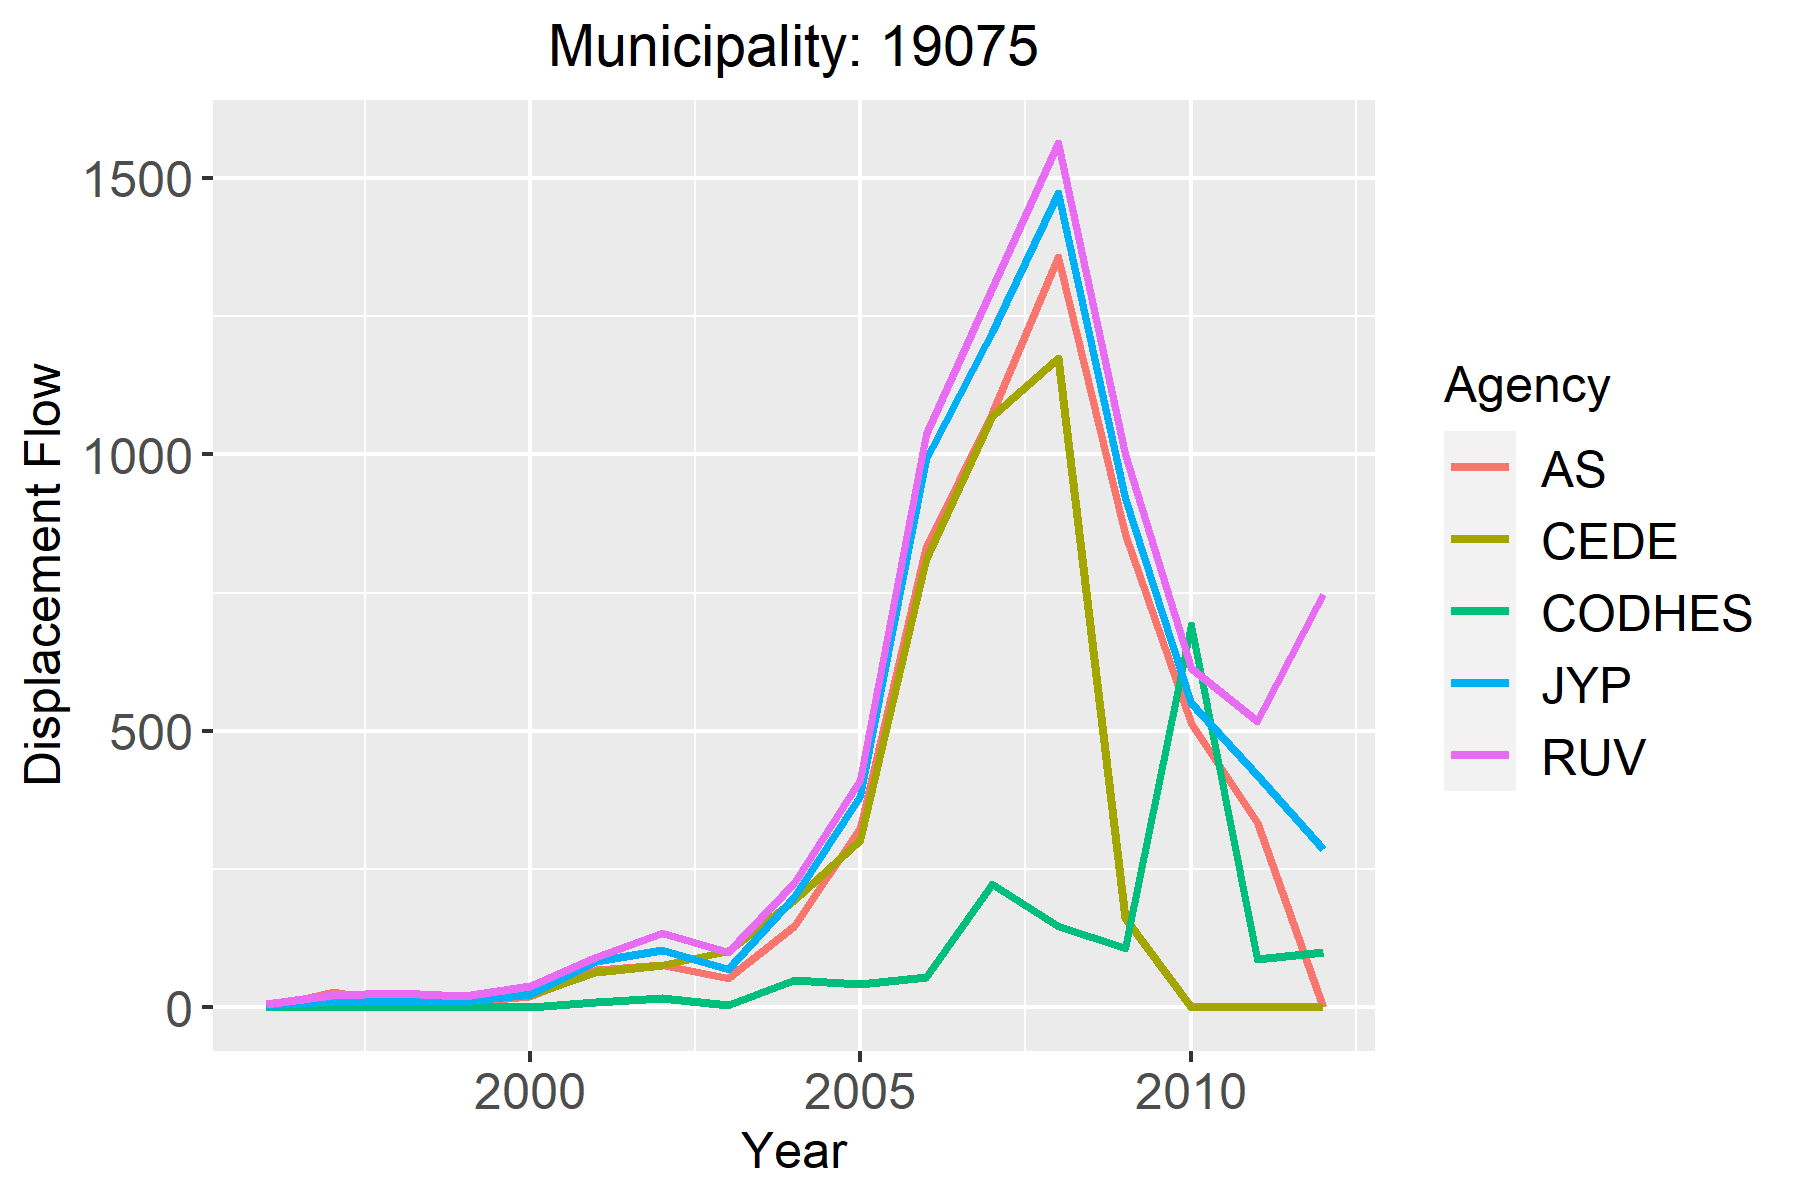 Municipality: 19075
Displacement Flow
1500
1000
500
0
2000
2005
2010
Year
Agency
AS
CEDE
CODHES
JYP
RUV